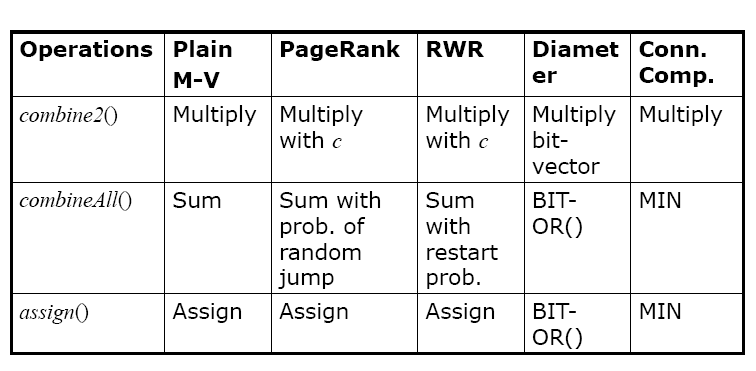 Operations Plain M-V PageRank RWR Diamet er Conn. Comp.
combine2() Multiply Multiply with c Multiply with c Multiply bit- vector Multiply
combineAll() Sum Sum with prob. of random jump Sum with restart prob. BIT- OR() MIN
assign() Assign Assign Assign BIT- OR() MIN